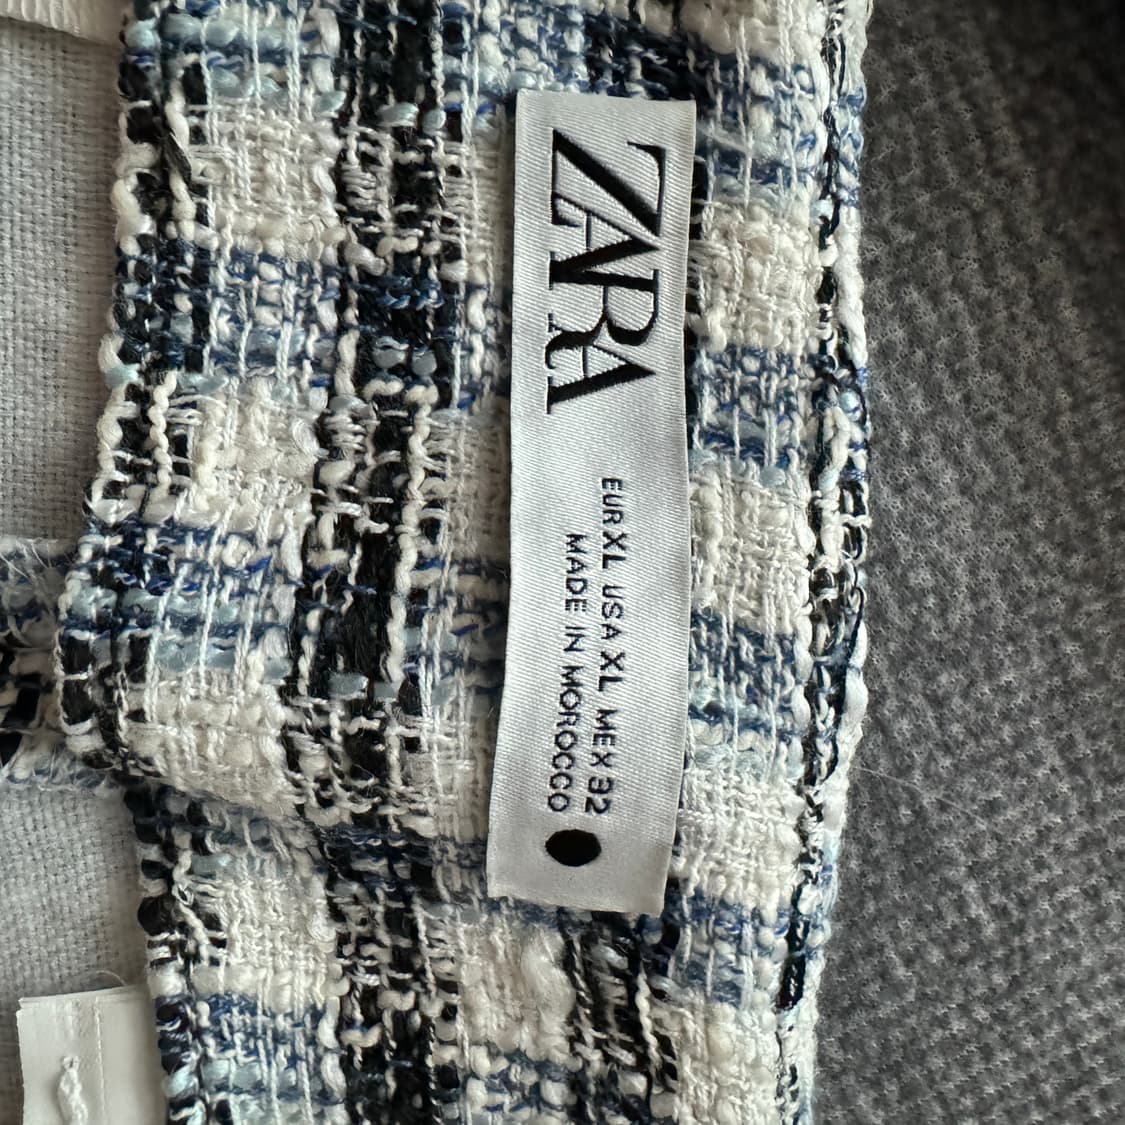 ZARA
EUR XL USA XL MEX 32
MADE IN MOROCCO